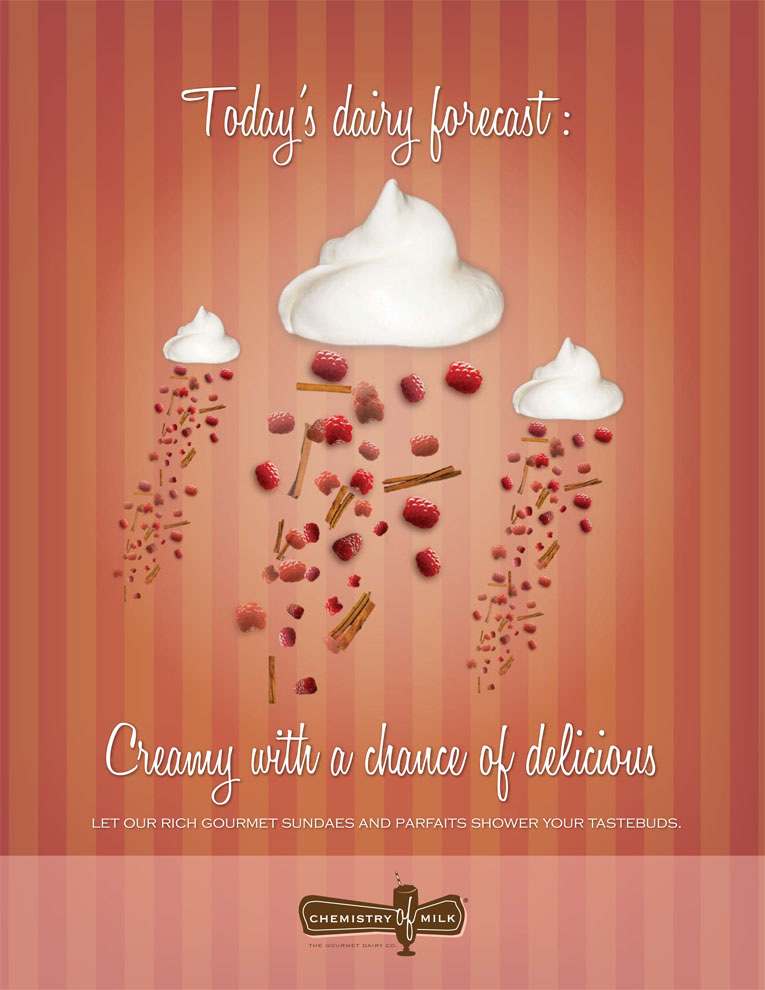 Today's dairy forecast :
Creamy with a chance of delicious
LET OUR RICH GOURMET SUNDAES AND PARFAITS SHOWER YOUR TASTEBUDS.
CHEMISTRY of MILK ®
THE GOURMET DAIRY CO.